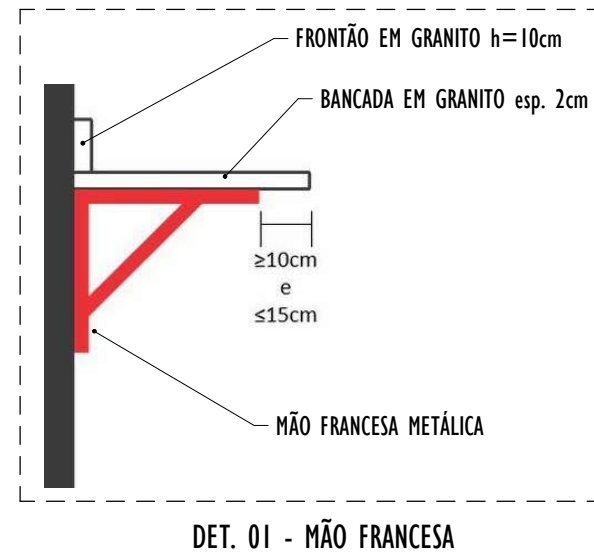 FRONTÃO EM GRANITO h=10cm
BANCADA EM GRANITO esp. 2cm
≥10cm
e
≤15cm
MÃO FRANCESA METÁLICA
DET. 01 - MÃO FRANCESA